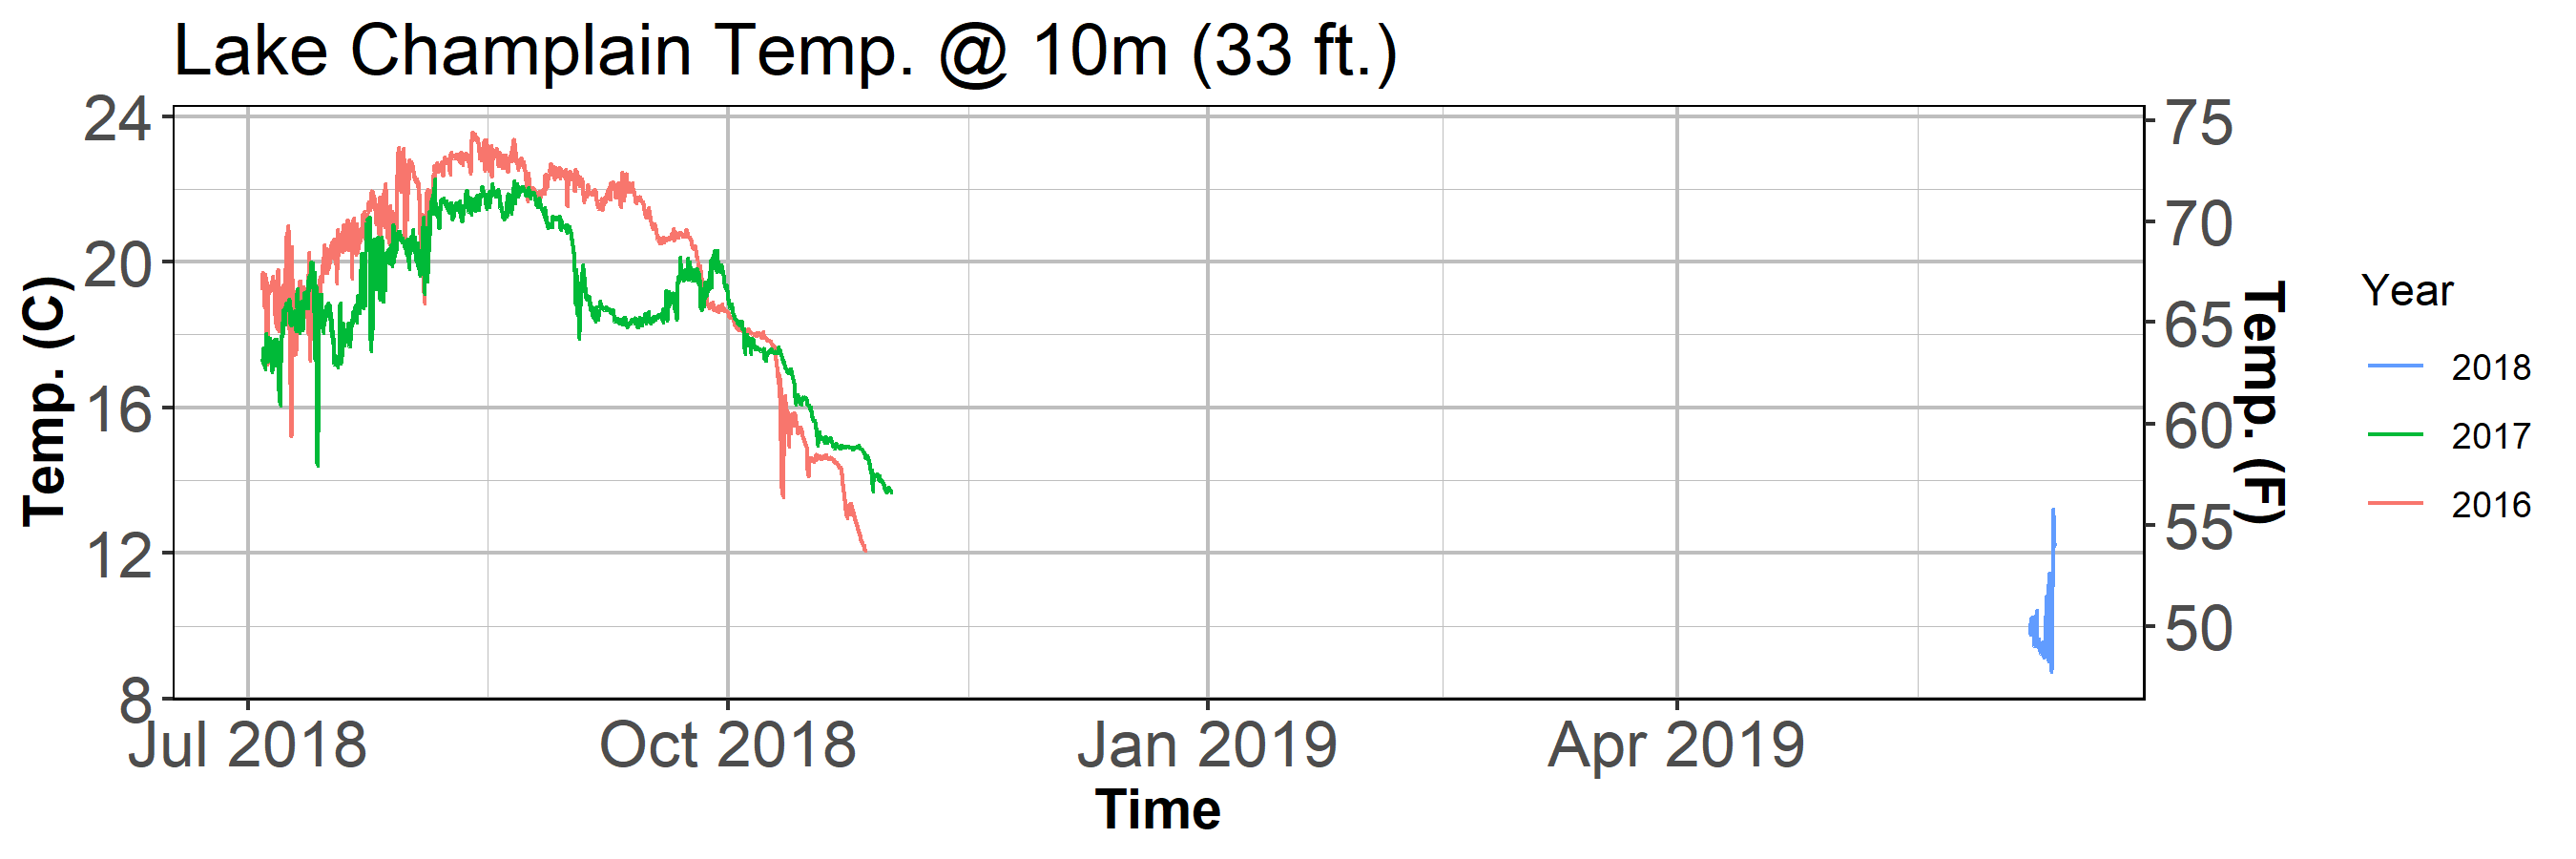 Lake Champlain Temp. @ 10m (33 ft.)
Temp. (C)
24
20
16
12
8
75
70
65
60
55
50
Temp. (F)
Jul 2018
Oct 2018
Jan 2019
Apr 2019
Time
Year
2018
2017
2016